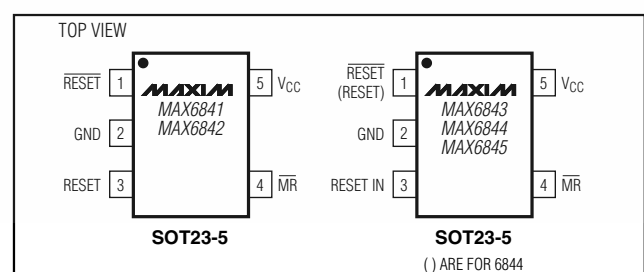 TOP VIEW
RESET 1
MAXIM
MAX6841
MAX6842
5 VCC
GND 2
RESET 3
4 MR
SOT23-5
RESET
(RESET) 1
MAXIM
MAX6843
MAX6844
MAX6845
5 VCC
GND 2
RESET IN 3
4 MR
SOT23-5
( ) ARE FOR 6844